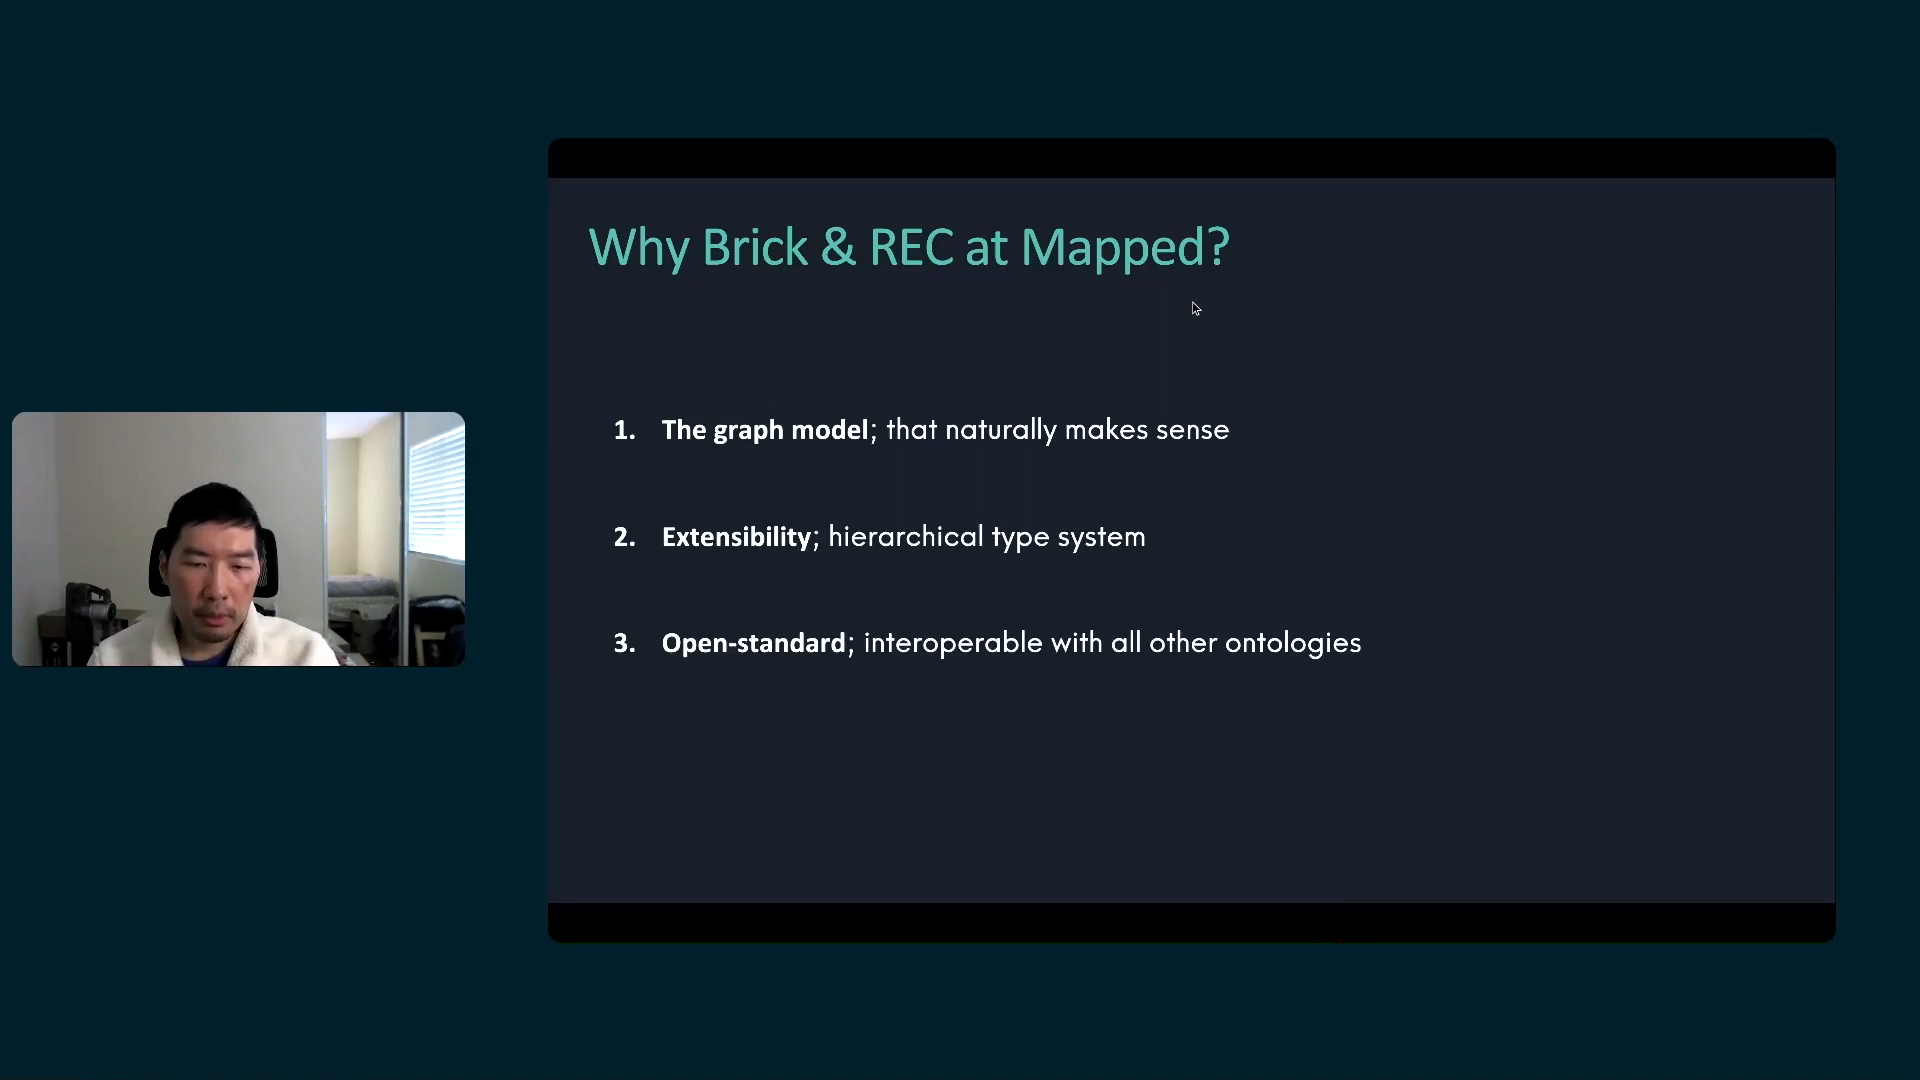 Why Brick & REC at Mapped?
1. The graph model; that naturally makes sense
2. Extensibility; hierarchical type system
3. Open-standard; interoperable with all other ontologies